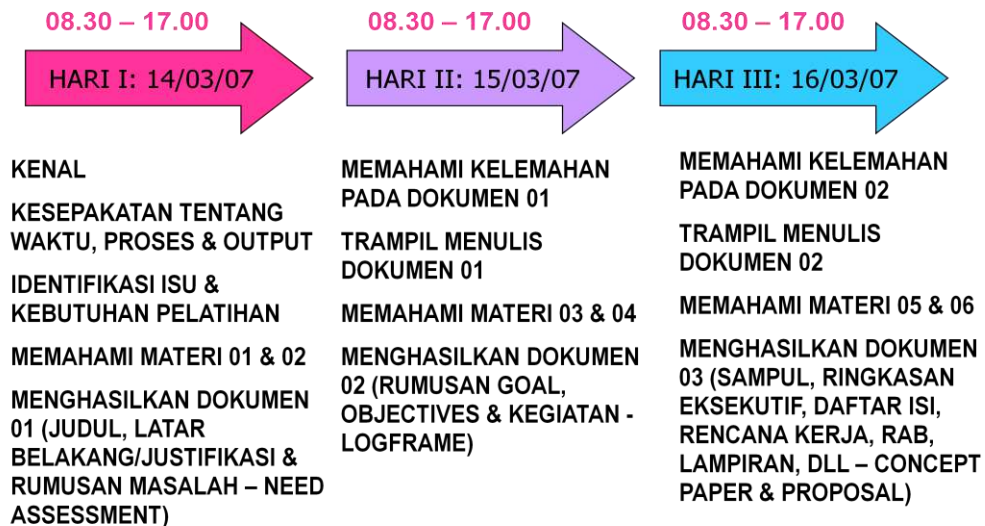 08.30 – 17.00
HARI I: 14/03/07
KENAL
KESEPAKATAN TENTANG
WAKTU, PROSES & OUTPUT
IDENTIFIKASI ISU &
KEBUTUHAN PELATIHAN
MEMAHAMI MATERI 01 & 02
MENGHASILKAN DOKUMEN
01 (JUDUL, LATAR
BELAKANG/JUSTIFIKASI &
RUMUSAN MASALAH – NEED
ASSESSMENT)
08.30 – 17.00
HARI II: 15/03/07
MEMAHAMI KELEMAHAN
PADA DOKUMEN 01
TRAMPIL MENULIS
DOKUMEN 01
MEMAHAMI MATERI 03 & 04
MENGHASILKAN DOKUMEN
02 (RUMUSAN GOAL,
OBJECTIVES & KEGIATAN -
LOGFRAME)
08.30 – 17.00
HARI III: 16/03/07
MEMAHAMI KELEMAHAN
PADA DOKUMEN 02
TRAMPIL MENULIS
DOKUMEN 02
MEMAHAMI MATERI 05 & 06
MENGHASILKAN DOKUMEN
03 (SAMPUL, RINGKASAN
EKSEKUTIF, DAFTAR ISI,
RENCANA KERJA, RAB,
LAMPIRAN, DLL – CONCEPT
PAPER & PROPOSAL)